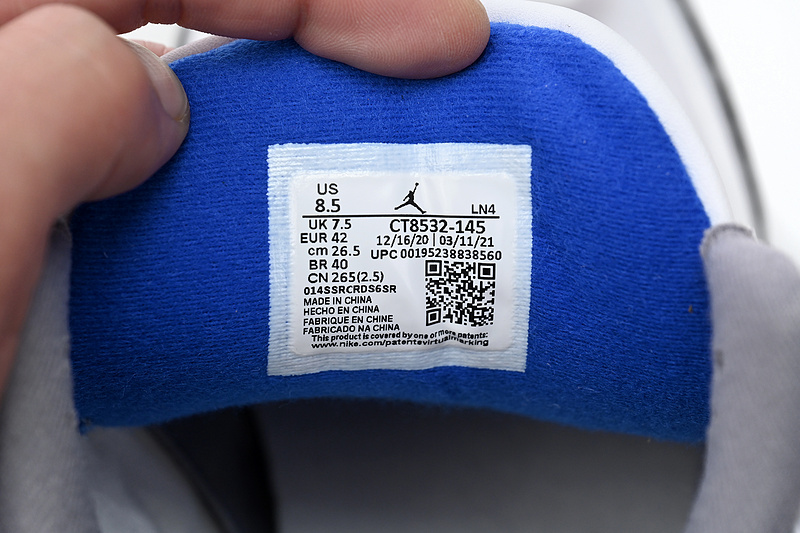 US
8.5
LN4
UK 7.5 CT8532-145
EUR 42 12/16/20 | 03/11/21
cm 26.5 UPC 00195238838560
BR 40
CN 265(2.5)
014SSRCRDS6SR
MADE IN CHINA
HECHO EN CHINA
FABRIQUE EN CHINE
FABRICADO NA CHINA
This product is covered by one or more patents:
www.nike.com/patentsvirtualmarking